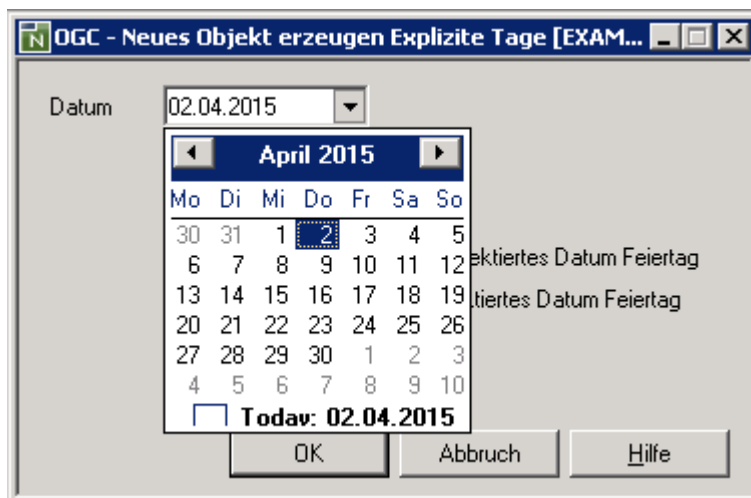 OGC - Neues Objekt erzeugen Explizite Tage [EXAM...
Datum 02.04.2015
April 2015
Mo Di Mi Do Fr Sa So
30 31 1 2 3 4 5
6 7 8 9 10 11 12
ektiertes Datum Feiertag
13 14 15 16 17 18 19
tiertes Datum Feiertag
20 21 22 23 24 25 26
27 28 29 30 1 2 3
4 5 6 7 8 9 10
Today: 02.04.2015
OK Abbruch Hilfe